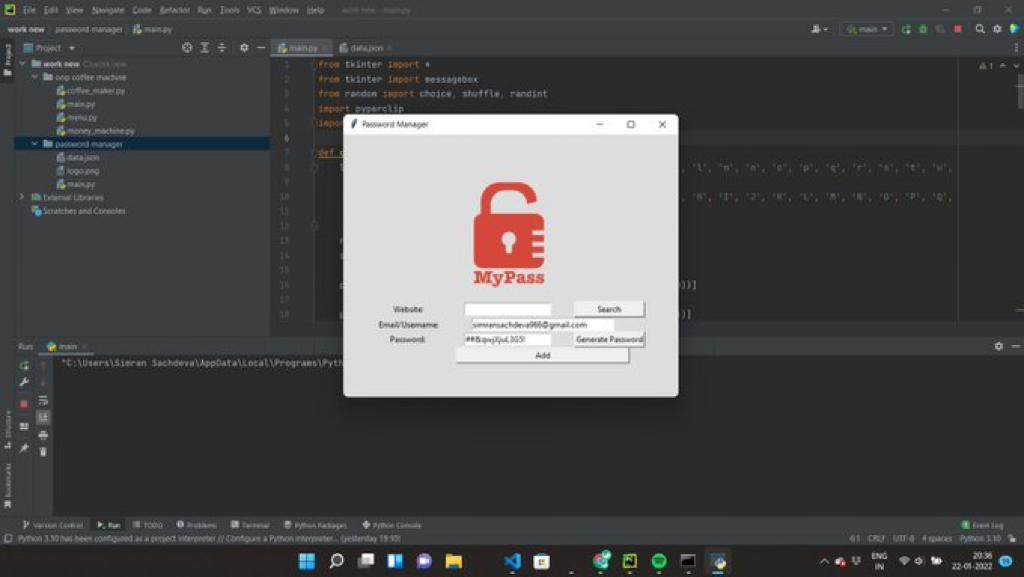 File Edit View Navigate Code Refactor Run Tools VCS Window Help work new - main.py
work new password manager main.py
main
Project
main.py data.json
work new C:\work new
oop coffee machine
coffee_maker.py
main.py
menu.py
money_machine.py
password manager
data.json
logo.png
main.py
External Libraries
Scratches and Consoles
1 from tkinter import *
2 from tkinter import messagebox
3 from random import choice, shuffle, randint
4 import pyperclip
5
6
7 def
8 'l', 'm', 'n', 'o', 'p', 'q', 'r', 's', 't', 'u',
9
10 'H', 'I', 'J', 'K', 'L', 'M', 'N', 'O', 'P', 'Q',
11
12
13
14
15
16 ))]
17
18 )]
1
Password Manager
MyPass
Website: Search
Email/Username: simransachdeva966@gmail.com
Password: Generate Password
Add
Run: main
"C:\Users\Simran Sachdeva\AppData\Local\Programs\Pyth
Project
Structure
Bookmarks
Version Control Run TODO Problems Terminal Python Packages Python Console Event Log
Python 3.10 has been configured as a project interpreter // Configure a Python interpreter... (yesterday 19:10) 6:1 CRLF UTF-8 4 spaces Python 3.10
ENG
IN
20:36
22-01-2022